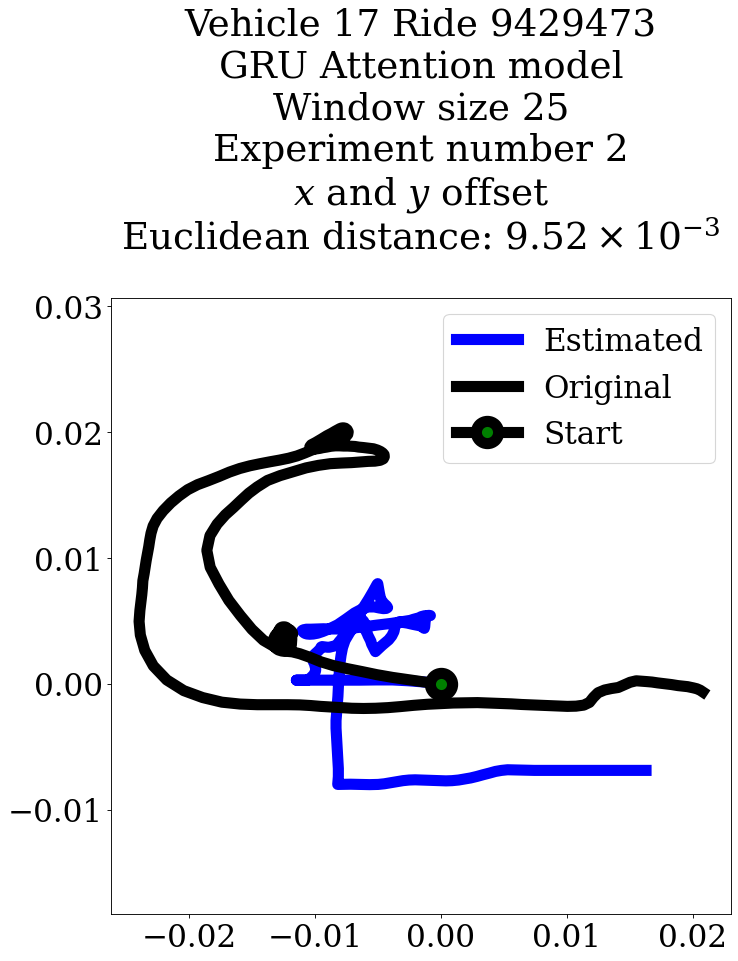 Vehicle 17 Ride 9429473
GRU Attention model
Window size 25
Experiment number 2
x and y offset
Euclidean distance: 9.52 × 10⁻³
Estimated
Original
Start
0.03
0.02
0.01
0.00
−0.01
−0.02
−0.01
0.00
0.01
0.02